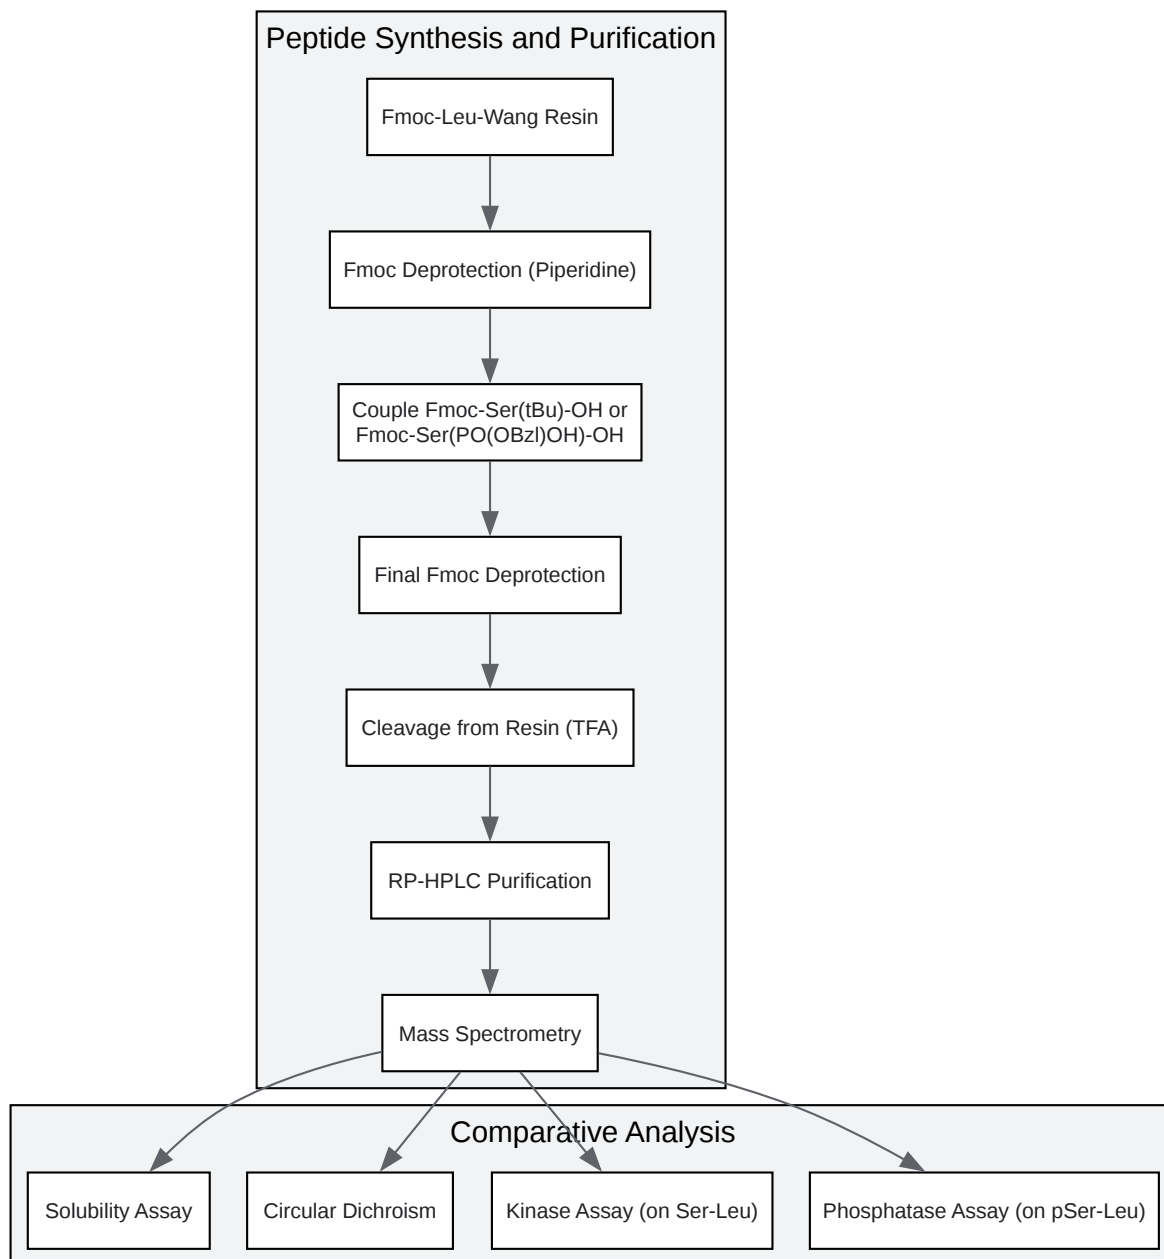 Peptide Synthesis and Purification
Fmoc-Leu-Wang Resin
Fmoc Deprotection (Piperidine)
Couple Fmoc-Ser(tBu)-OH or
Fmoc-Ser(PO(OBzl)OH)-OH
Final Fmoc Deprotection
Cleavage from Resin (TFA)
RP-HPLC Purification
Mass Spectrometry
Comparative Analysis
Solubility Assay
Circular Dichroism
Kinase Assay (on Ser-Leu)
Phosphatase Assay (on pSer-Leu)